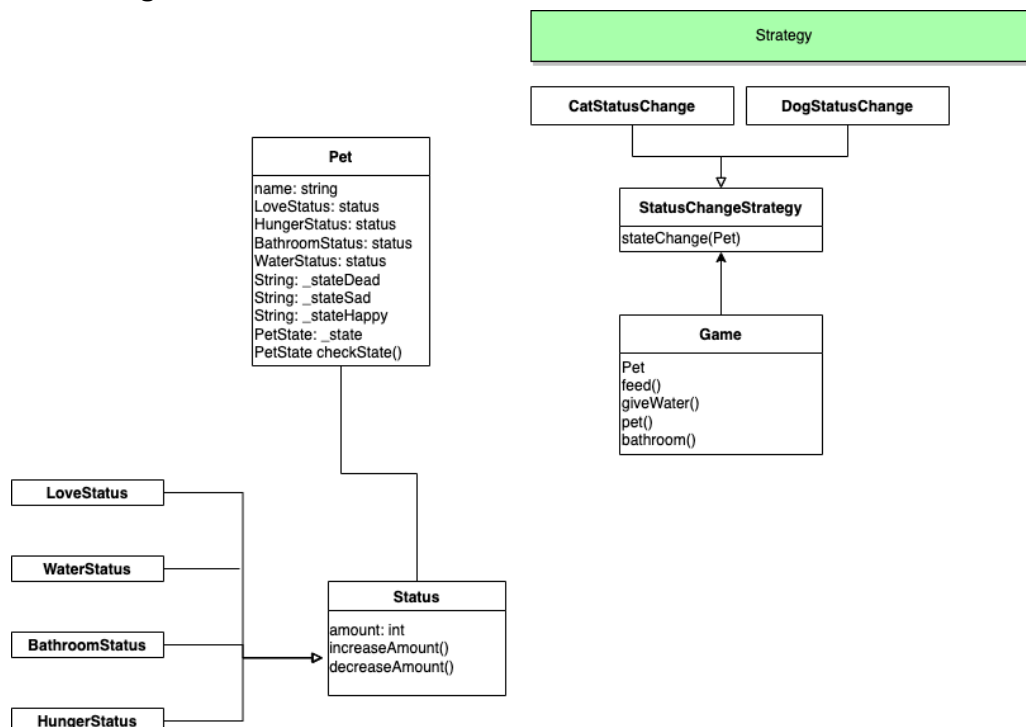 Strategy
CatStatusChange
DogStatusChange
Pet
name: string
LoveStatus: status
HungerStatus: status
BathroomStatus: status
WaterStatus: status
String: _stateDead
String: _stateSad
String: _stateHappy
PetState: _state
PetState checkState()
StatusChangeStrategy
stateChange(Pet)
Game
Pet
feed()
giveWater()
pet()
bathroom()
LoveStatus
WaterStatus
BathroomStatus
HungerStatus
Status
amount: int
increaseAmount()
decreaseAmount()